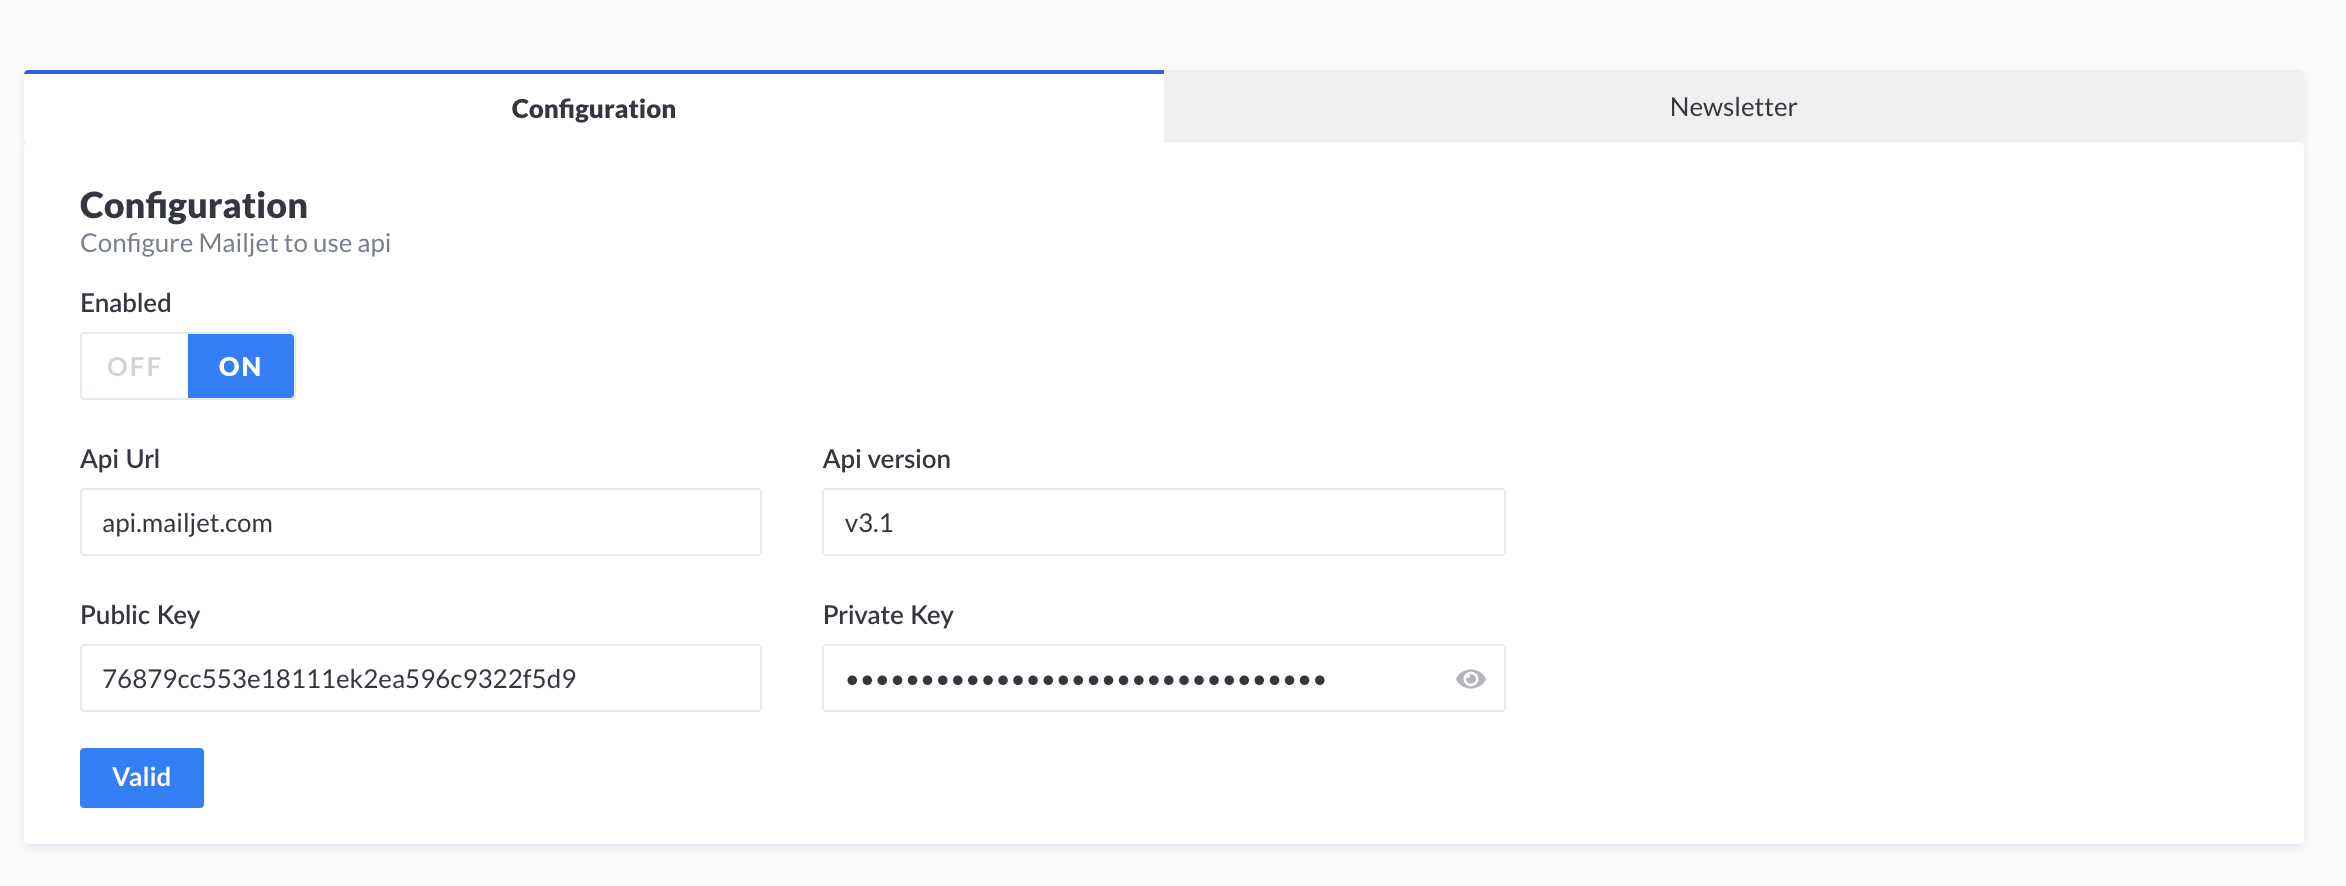 Configuration
Newsletter
Configuration
Configure Mailjet to use api
Enabled
OFF ON
Api Url
Api version
api.mailjet.com
v3.1
Public Key
Private Key
76879cc553e18111ek2ea596c9322f5d9
••••••••••••••••••••••••••••••••
Valid